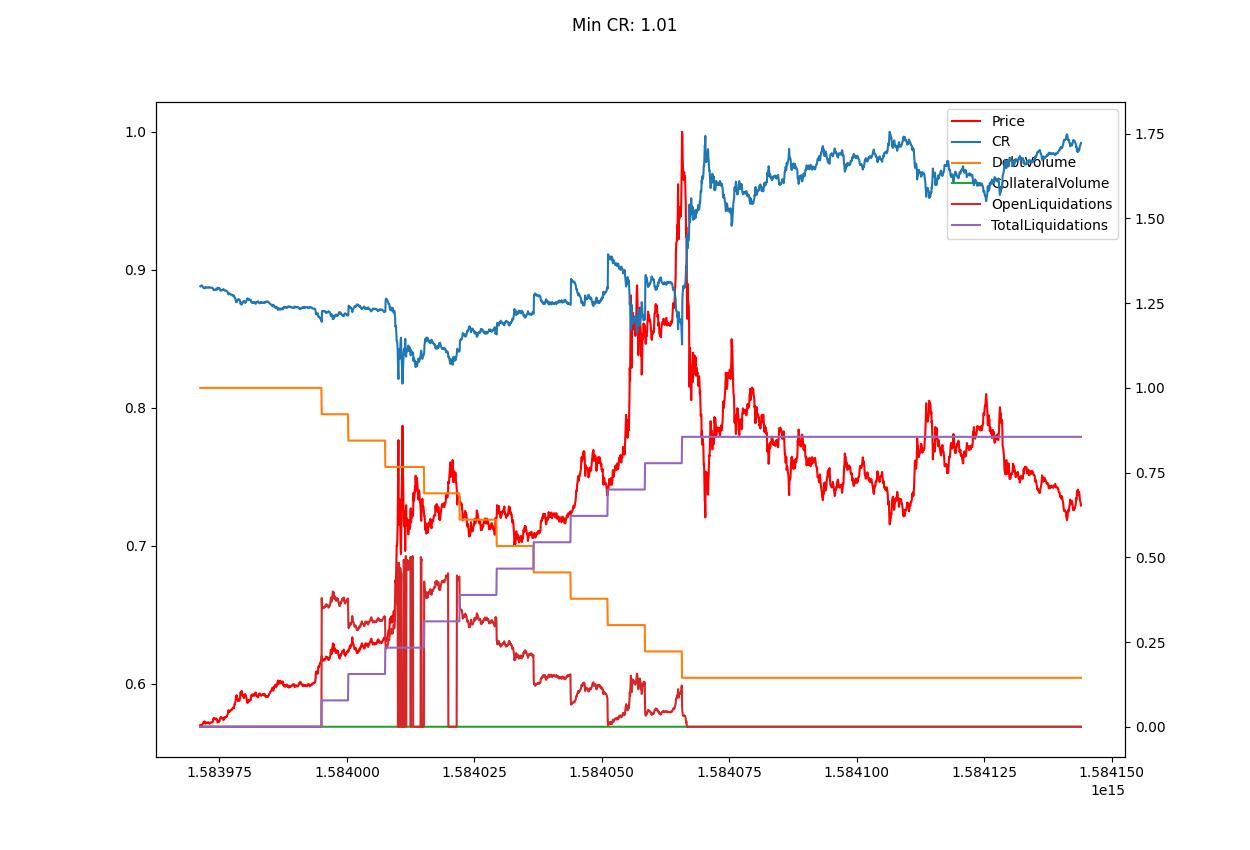 Min CR: 1.01
1.0
0.9
0.8
0.7
0.6
1.75
1.50
1.25
1.00
0.75
0.50
0.25
0.00
Price
CR
DebtVolume
CollateralVolume
OpenLiquidations
TotalLiquidations
1.583975 1.584000 1.584025 1.584050 1.584075 1.584100 1.584125 1.584150
1e15